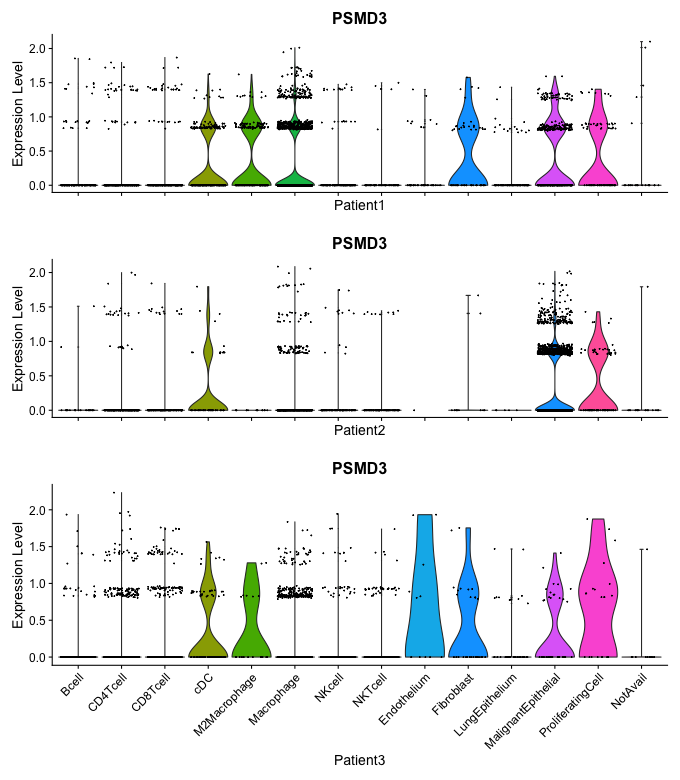 PSMD3
Expression Level
2.0
1.5
1.0
0.5
0.0
Patient1
PSMD3
Expression Level
2.0
1.5
1.0
0.5
0.0
Patient2
PSMD3
Expression Level
2.0
1.5
1.0
0.5
0.0
Bcell
CD4Tcell
CD8Tcell
cDC
M2Macrophage
Macrophage
NKcell
NKTcell
Endothelium
Fibroblast
LungEpithelium
MalignantEpithelial
ProliferatingCell
NotAvail
Patient3